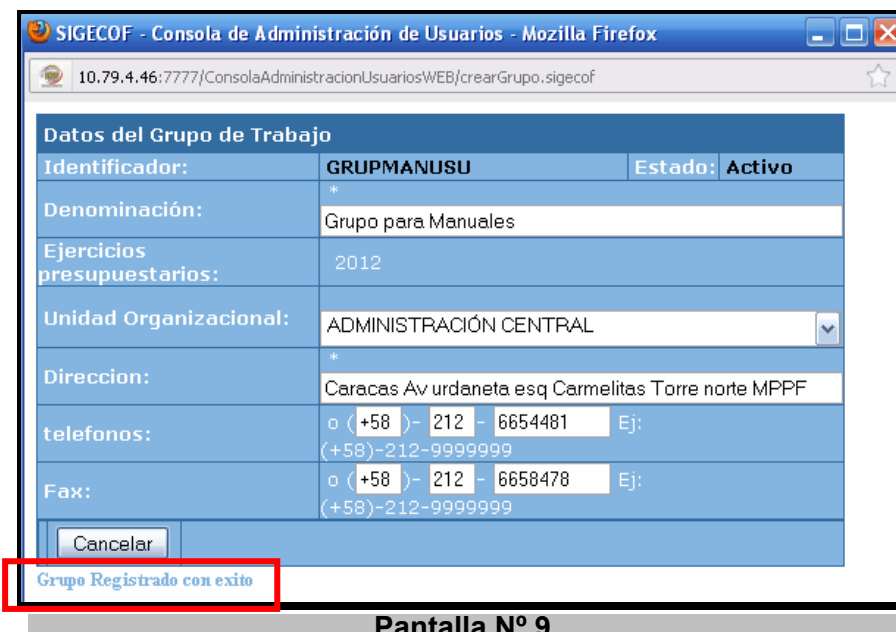 SIGECOF - Consola de Administración de Usuarios - Mozilla Firefox
10.79.4.46:7777/ConsolaAdministracionUsuariosWEB/crearGrupo.sigecof
Datos del Grupo de Trabajo
Identificador: GRUPMANUSU Estado: Activo
*
Denominación: Grupo para Manuales
Ejercicios
presupuestarios: 2012
Unidad Organizacional: ADMINISTRACIÓN CENTRAL
*
Direccion: Caracas Av urdaneta esq Carmelitas Torre norte MPPF
telefonos: o (+58)- 212 - 6654481 Ej:
(+58)-212-9999999
Fax: o (+58)- 212 - 6658478 Ej:
(+58)-212-9999999
Cancelar
Grupo Registrado con exito
Pantalla Nº 9